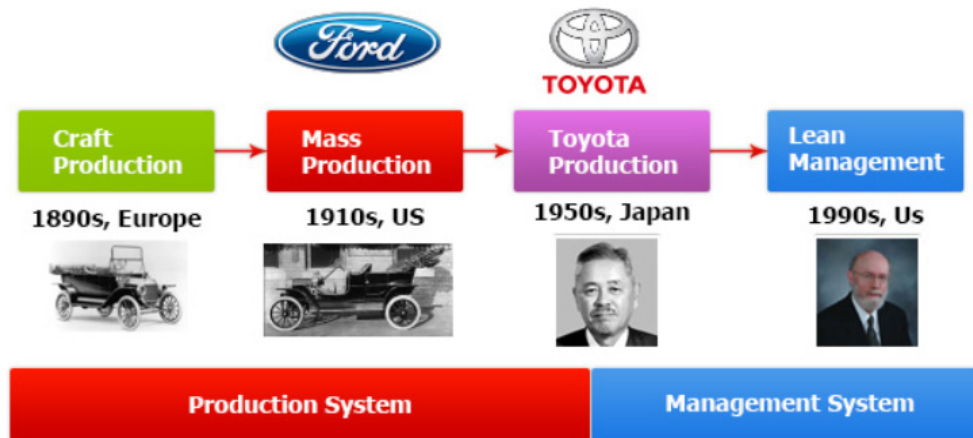 Ford
TOYOTA
Craft
Production
Mass
Production
Toyota
Production
Lean
Management
1890s, Europe
1910s, US
1950s, Japan
1990s, Us
Production System
Management System